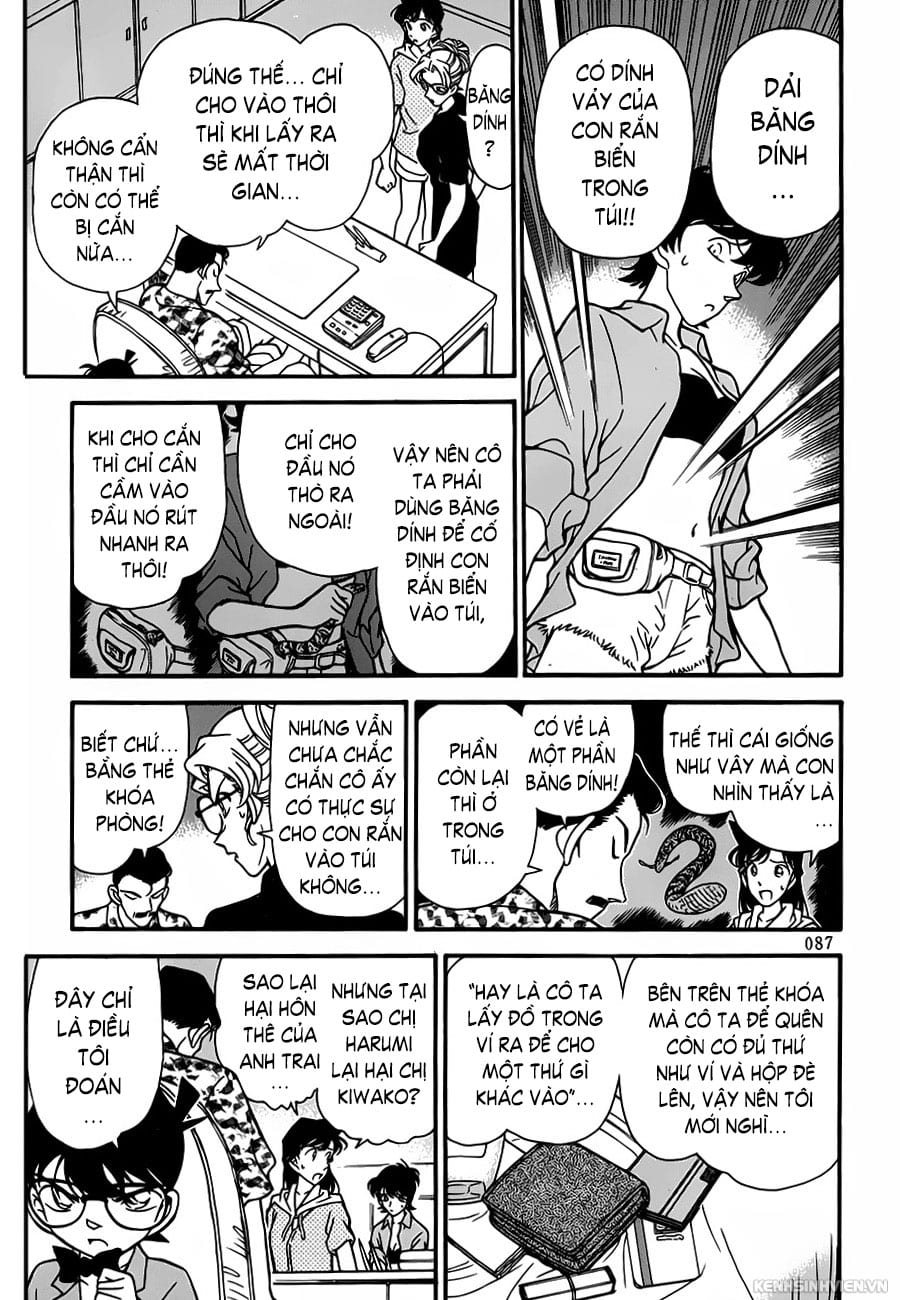 DẢI
BĂNG
DÍNH
...
CÓ DÍNH
VẢY CỦA
CON RẮN
BIỂN
TRONG
TÚI!!
BĂNG
DÍNH
?
ĐÚNG THẾ... CHỈ
CHO VÀO THÔI
THÌ KHI LẤY RA
SẼ MẤT THỜI
GIAN...
KHÔNG CẨN
THẬN THÌ
CÒN CÓ THỂ
BỊ CẮN
NỮA...
VẬY NÊN CÔ
TA PHẢI
DÙNG BĂNG
DÍNH ĐỂ CỐ
ĐỊNH CON
RẮN BIỂN
VÀO TÚI,
CHỈ CHO
ĐẦU NÓ
THÒ RA
NGOÀI!
KHI CHO CẮN
THÌ CHỈ CẦN
CẦM VÀO
ĐẦU NÓ RÚT
NHANH RA
THÔI!
THẾ THÌ CÁI GIỐNG
NHƯ VÂY MÀ CON
NHÌN THẤY LÀ
...
CÓ VẺ LÀ
MỘT PHẦN
BĂNG DÍNH!
PHẦN
CÒN LẠI
THÌ Ở
TRONG
TÚI...
NHƯNG VẪN
CHƯA CHẮC
CHẮN CÔ ẤY
CÓ THỰC SỰ
CHO CON RẮN
VÀO TÚI
KHÔNG...
BIẾT CHỨ...
BẰNG THẺ
KHÓA
PHÒNG!
087
BÊN TRÊN THẺ KHÓA
MÀ CÔ TA ĐỂ QUÊN
CÒN CÓ ĐỦ THỨ
NHƯ VÍ VÀ HỘP ĐÈ
LÊN, VẬY NÊN TÔI
MỚI NGHĨ...
"HAY LÀ CÔ TA
LẤY ĐỒ TRONG
VÍ RA ĐỂ CHO
MỘT THỨ GÌ
KHÁC VÀO"...
NHƯNG TẠI
SAO CHỊ
HARUMI
LẠI HẠI CHỊ
KIWAKO?
SAO LẠI
HẠI HÔN
THÊ CỦA
ANH TRAI
...
ĐÂY CHỈ
LÀ ĐIỀU
TÔI
ĐOÁN
...
KENHSINHVIEN.VN